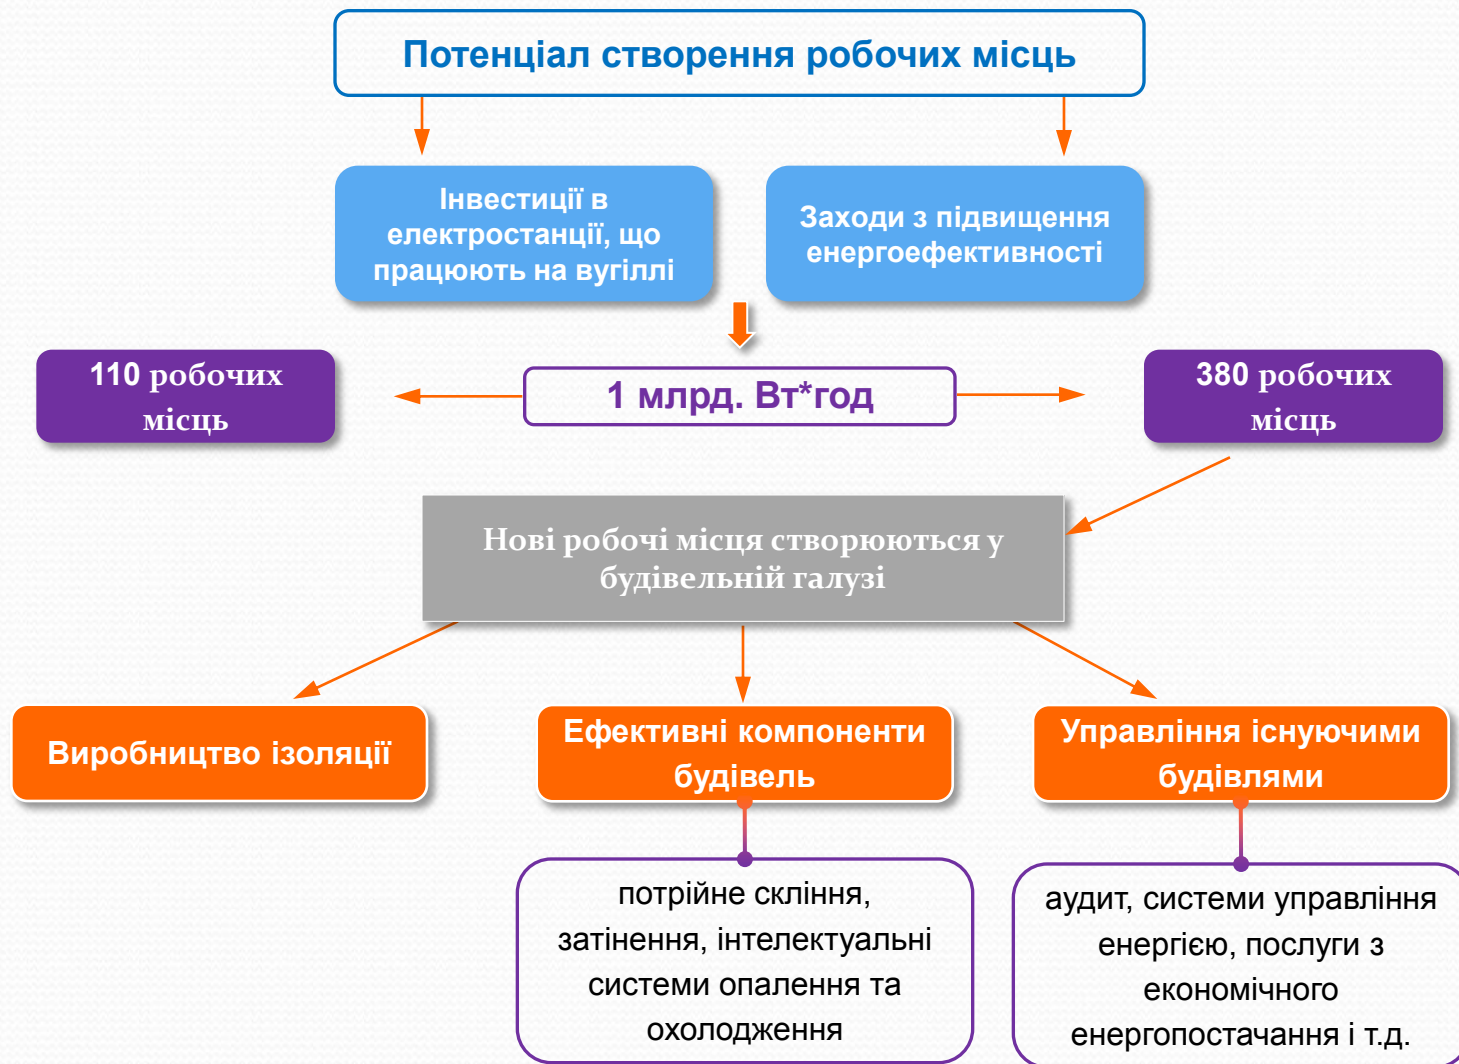 Потенціал створення робочих місць
Інвестиції в
електростанції, що
працюють на вугіллі
Заходи з підвищення
енергоефективності
110 робочих
місць
1 млрд. Вт*год
380 робочих
місць
Нові робочі місця створюються у
будівельній галузі
Виробництво ізоляції
Ефективні компоненти
будівель
Управління існуючими
будівлями
потрійне скління,
затінення, інтелектуальні
системи опалення та
охолодження
аудит, системи управління
енергією, послуги з
економічного
енергопостачання і т.д.